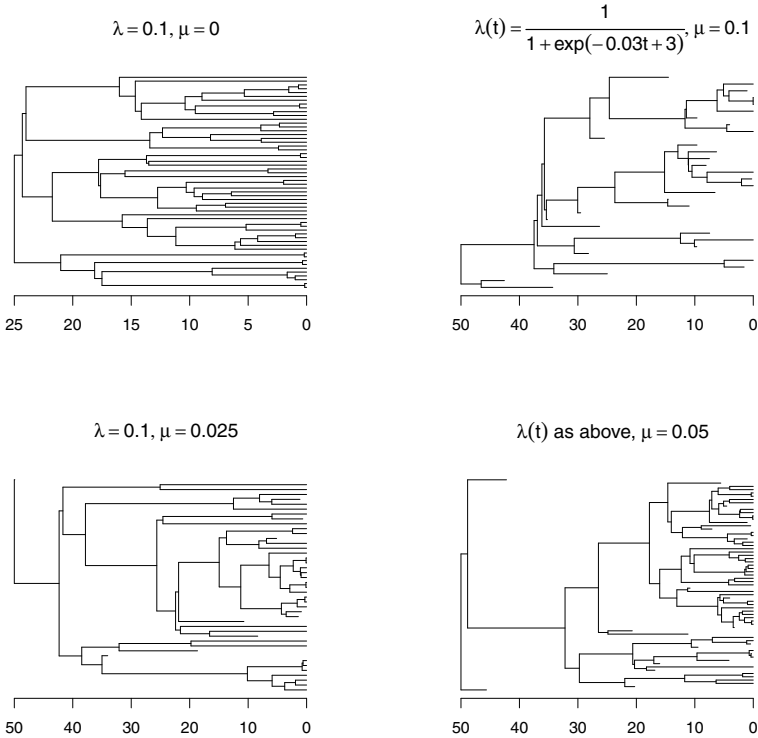 λ = 0.1, μ = 0
25 20 15 10 5 0
λ(t) = 1 / 1 + exp(−0.03t + 3), μ = 0.1
50 40 30 20 10 0
λ = 0.1, μ = 0.025
50 40 30 20 10 0
λ(t) as above, μ = 0.05
50 40 30 20 10 0